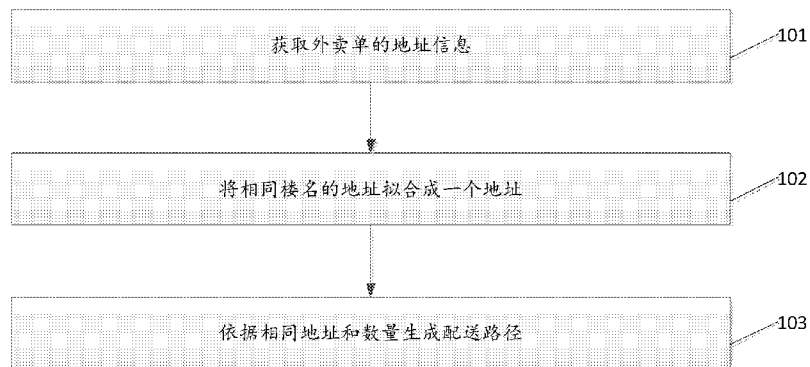 获取外卖单的地址信息
101
将相同楼名的地址拟合成一个地址
102
依据相同地址和数量生成配送路径
103